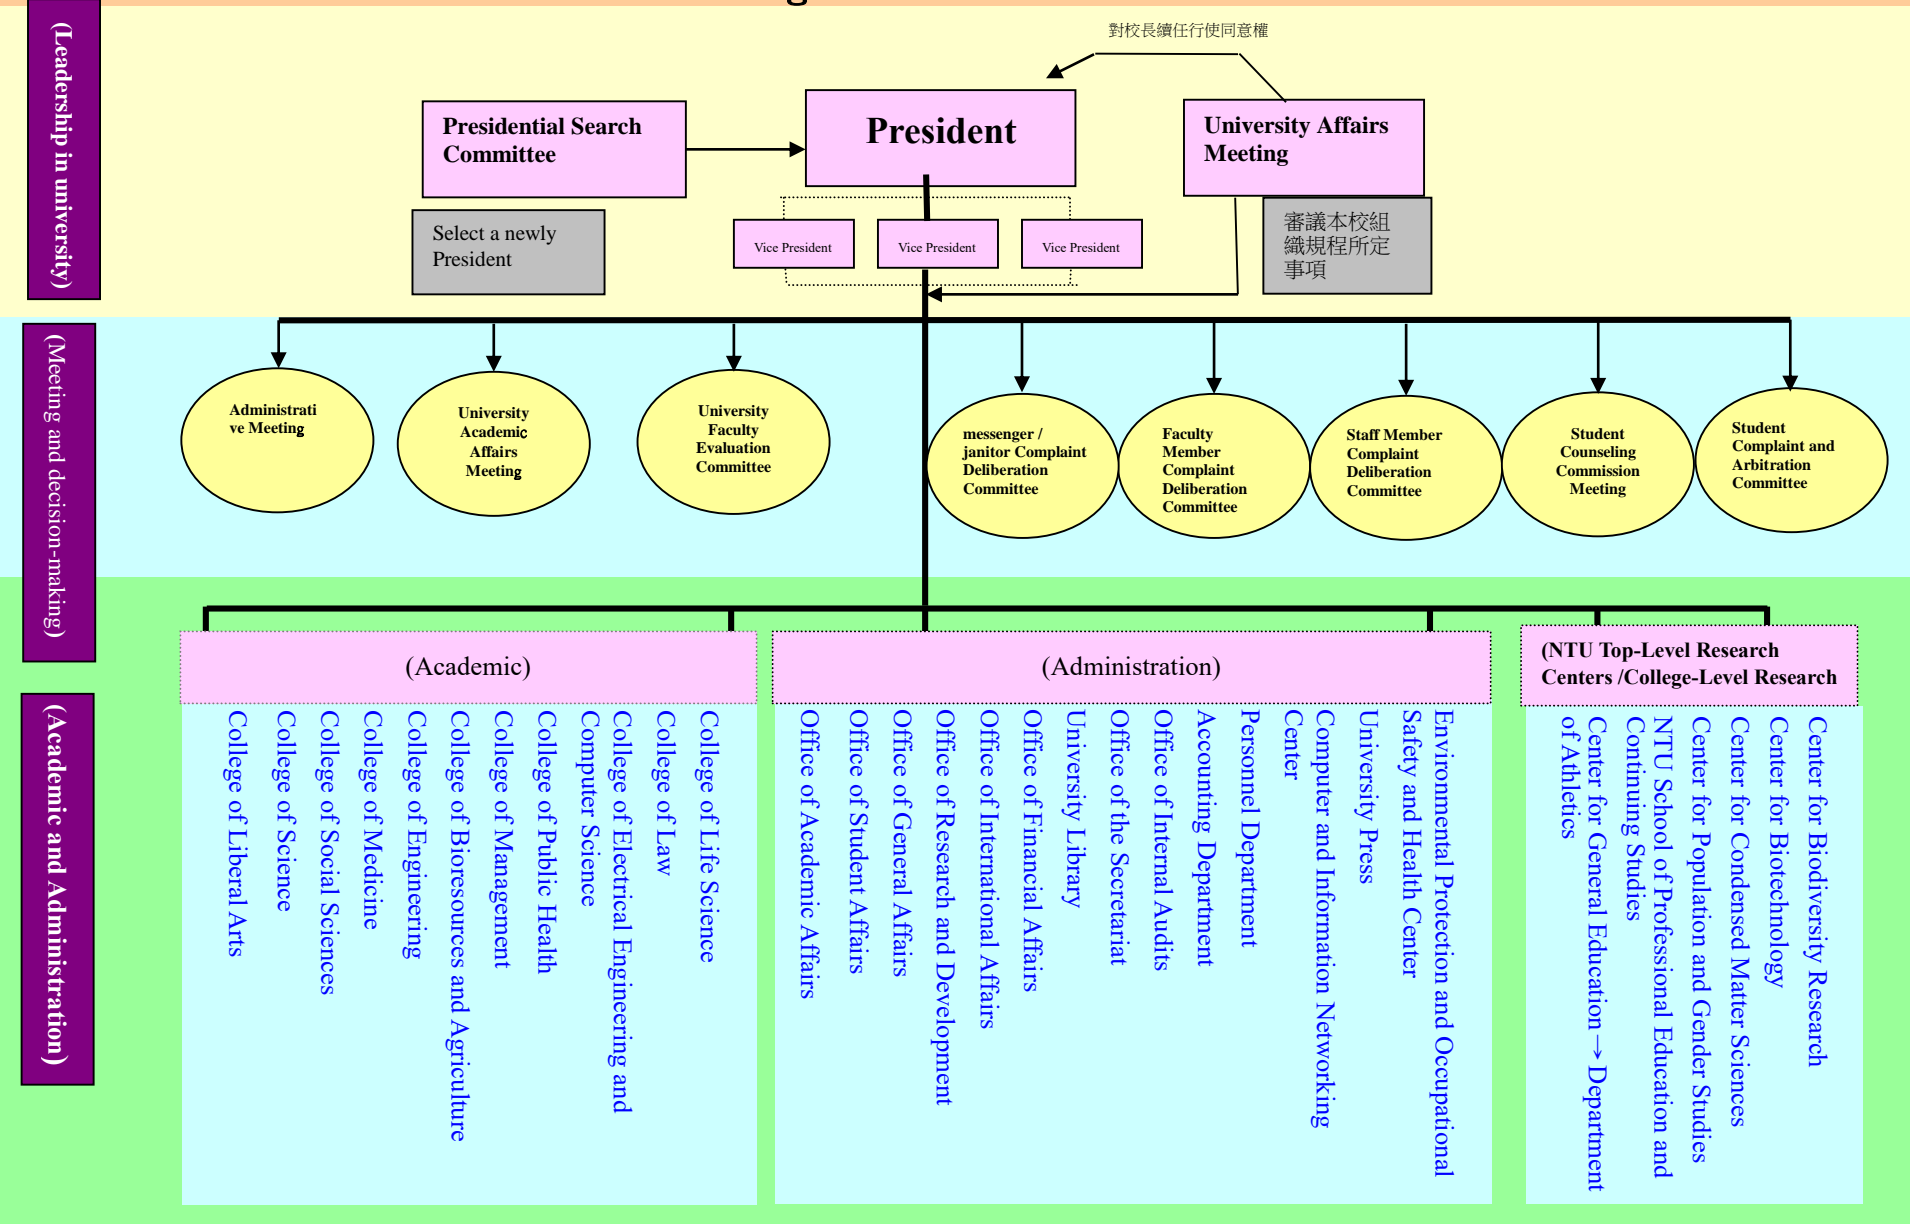 (Leadership in university)
對校長續任行使同意權
Presidential Search
Committee
President
University Affairs
Meeting
Select a newly
President
Vice President
Vice President
Vice President
審議本校組
織規程所定
事項
(Meeting and decision-making)
Administrati
ve Meeting
University
Academic
Affairs
Meeting
University
Faculty
Evaluation
Committee
messenger /
janitor Complaint
Deliberation
Committee
Faculty
Member
Complaint
Deliberation
Committee
Staff Member
Complaint
Deliberation
Committee
Student
Counseling
Commission
Meeting
Student
Complaint and
Arbitration
Committee
(Academic and Administration)
(Academic)
College of Liberal Arts
College of Science
College of Social Sciences
College of Medicine
College of Engineering
College of Bioresources and Agriculture
College of Management
College of Public Health
College of Electrical Engineering and
Computer Science
College of Law
College of Life Science
(Administration)
Office of Academic Affairs
Office of Student Affairs
Office of General Affairs
Office of Research and Development
Office of International Affairs
Office of Financial Affairs
University Library
Office of the Secretariat
Office of Internal Audits
Accounting Department
Personnel Department
Computer and Information Networking
Center
University Press
Environmental Protection and Occupational
Safety and Health Center
(NTU Top-Level Research
Centers /College-Level Research
Center for General Education → Department
of Athletics
NTU School of Professional Education and
Continuing Studies
Center for Population and Gender Studies
Center for Condensed Matter Sciences
Center for Biotechnology
Center for Biodiversity Research